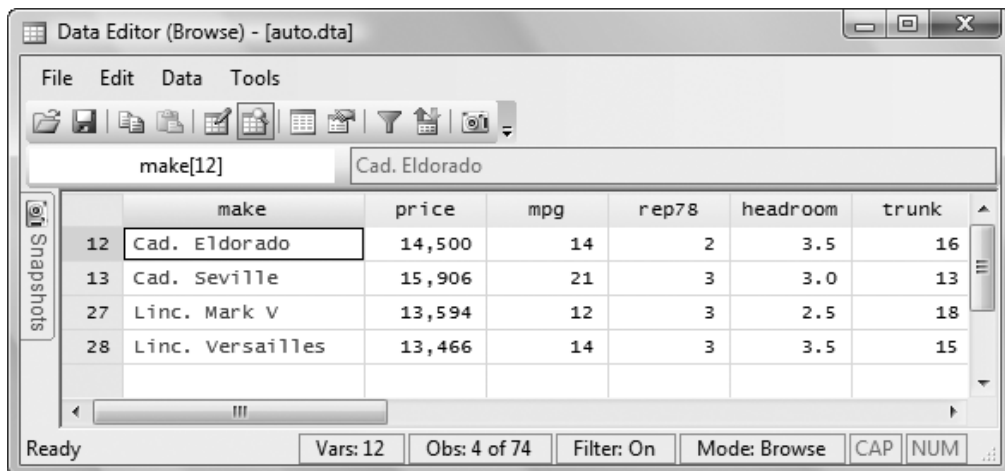 Data Editor (Browse) - [auto.dta]
File Edit Data Tools
make[12] Cad. Eldorado
Snapshots
make price mpg rep78 headroom trunk
12 Cad. Eldorado 14,500 14 2 3.5 16
13 Cad. Seville 15,906 21 3 3.0 13
27 Linc. Mark V 13,594 12 3 2.5 18
28 Linc. Versailles 13,466 14 3 3.5 15
Ready Vars: 12 Obs: 4 of 74 Filter: On Mode: Browse CAP NUM